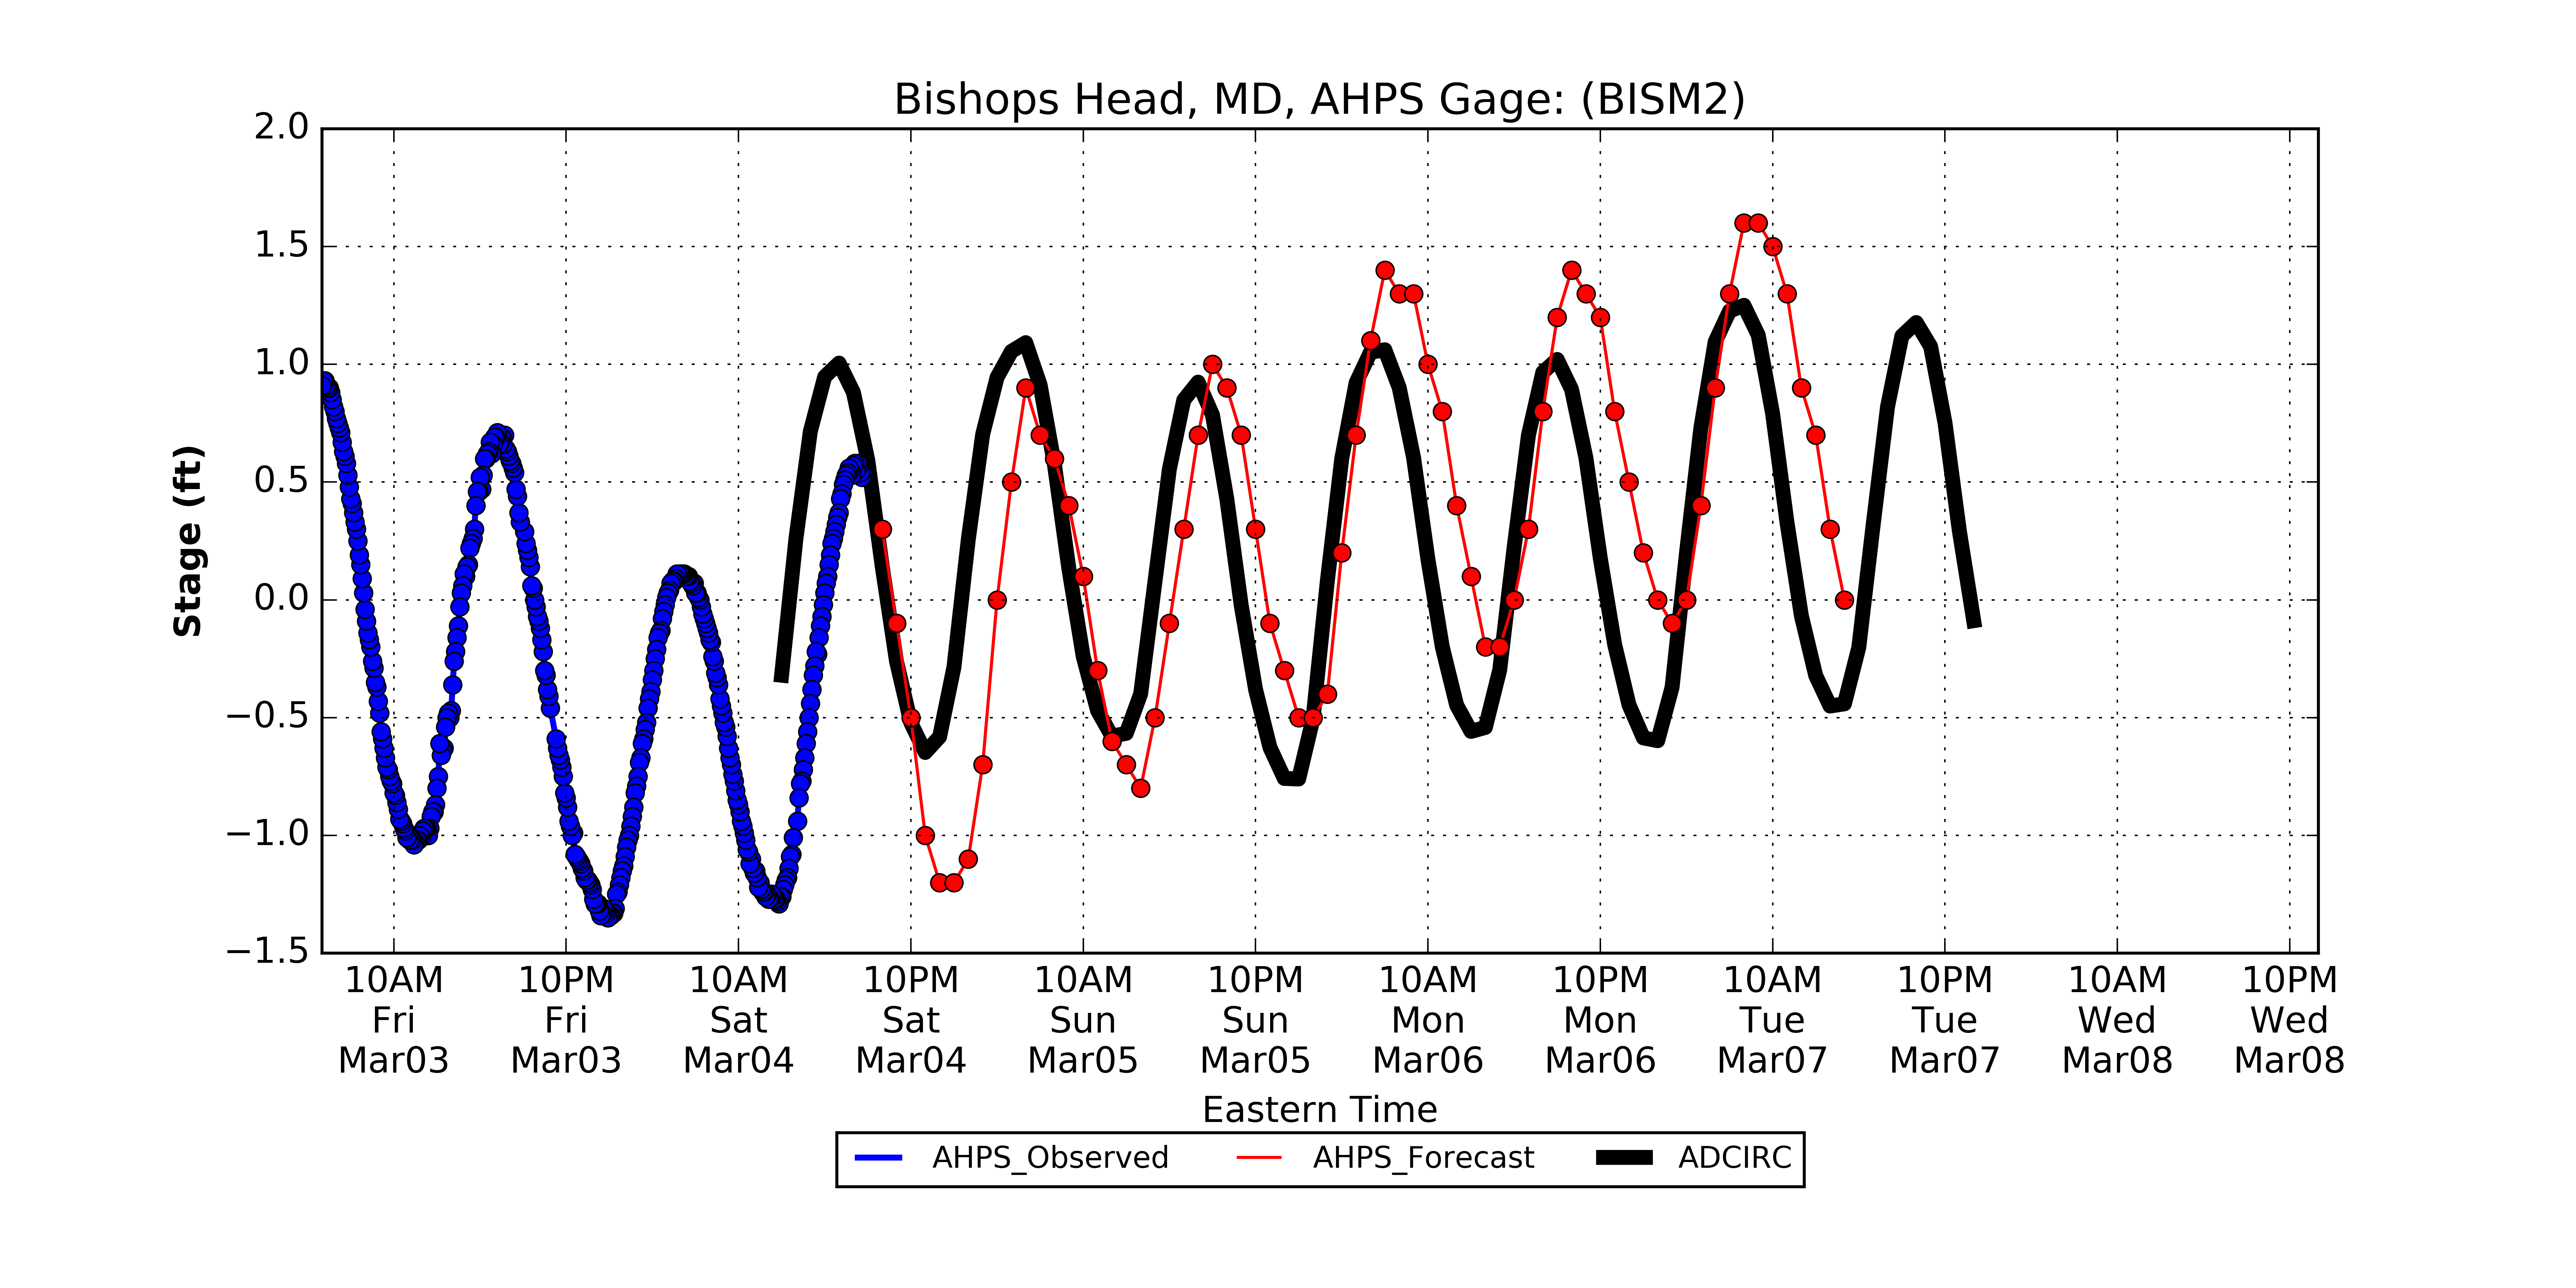 Bishops Head, MD, AHPS Gage: (BISM2)
2.0
1.5
1.0
0.5
0.0
−0.5
−1.0
−1.5
Stage (ft)
10AM 10PM 10AM 10PM 10AM 10PM 10AM 10PM 10AM 10PM 10AM 10PM
Fri Fri Sat Sat Sun Sun Mon Mon Tue Tue Wed Wed
Mar03 Mar03 Mar04 Mar04 Mar05 Mar05 Mar06 Mar06 Mar07 Mar07 Mar08 Mar08
Eastern Time
AHPS_Observed AHPS_Forecast ADCIRC